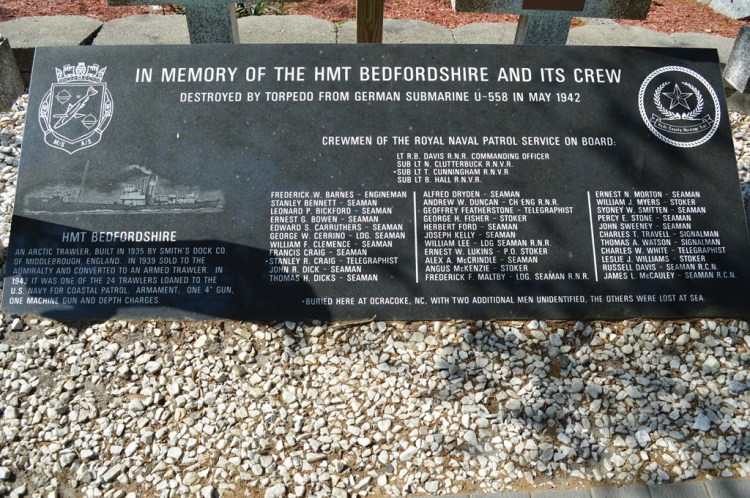 IN MEMORY OF THE HMT BEDFORDSHIRE AND ITS CREW
DESTROYED BY TORPEDO FROM GERMAN SUBMARINE U-558 IN MAY 1942
M/S A/S
CREWMEN OF THE ROYAL NAVAL PATROL SERVICE ON BOARD:
LT R.B. DAVIS R.N.R. COMMANDING OFFICER
SUB LT N. CLUTTERBUCK R.N.V.R.
•SUB LT T. CUNNINGHAM R.N.V.R
SUB LT B. HALL R.N.V.R.
HMT BEDFORDSHIRE
AN ARCTIC TRAWLER, BUILT IN 1935 BY SMITH'S DOCK CO.
OF MIDDLEBROUGH, ENGLAND. IN 1939 SOLD TO THE
ADMIRALTY AND CONVERTED TO AN ARMED TRAWLER. IN
1942 IT WAS ONE OF THE 24 TRAWLERS LOANED TO THE
U.S. NAVY FOR COASTAL PATROL. ARMAMENT, ONE 4" GUN,
ONE MACHINE GUN AND DEPTH CHARGES.
FREDERICK.W. BARNES - ENGINEMAN
STANLEY BENNETT - SEAMAN
LEONARD P. BICKFORD - SEAMAN
ERNEST G. BOWEN - SEAMAN
EDWARD S. CARRUTHERS - SEAMAN
GEORGE W. CERRINO - LDG. SEAMAN
WILLIAM F. CLEMENCE - SEAMAN
FRANCIS CRAIG - SEAMAN
•STANLEY R. CRAIG - TELEGRAPHIST
JOHN R. DICK - SEAMAN
THOMAS H. DICKS - SEAMAN
ALFRED DRYDEN - SEAMAN
ANDREW W. DUNCAN - CH ENG R.N.R.
GEOFFREY FEATHERSTONE - TELEGRAPHIST
GEORGE H. FISHER - STOKER
HERBERT FORD - SEAMAN
JOSEPH KELLY - SEAMAN
WILLIAM LEE - LDG SEAMAN R.N.R.
ERNEST W. LUKINS - P.O. STOKER
ALEX A. McCRINDLE - SEAMAN
ANGUS McKENZIE - STOKER
FREDERICK F. MALTBY - LDG. SEAMAN R.N.R.
ERNEST N. MORTON - SEAMAN
WILLIAM J. MYERS - STOKER
SYDNEY W. SMITTEN - SEAMAN
PERCY E. STONE - SEAMAN
JOHN SWEENEY - SEAMAN
CHARLES T. TRAVELL - SIGNALMAN
THOMAS A. WATSON - SIGNALMAN
CHARLES W. WHITE - TELEGRAPHIST
LESLIE J. WILLIAMS - STOKER
RUSSELL DAVIS - SEAMAN R.C.N.
JAMES L. McCAULEY - SEAMAN R.C.N.
•BURIED HERE AT OCRACOKE, NC, WITH TWO ADDITIONAL MEN UNIDENTIFIED, THE OTHERS WERE LOST AT SEA.